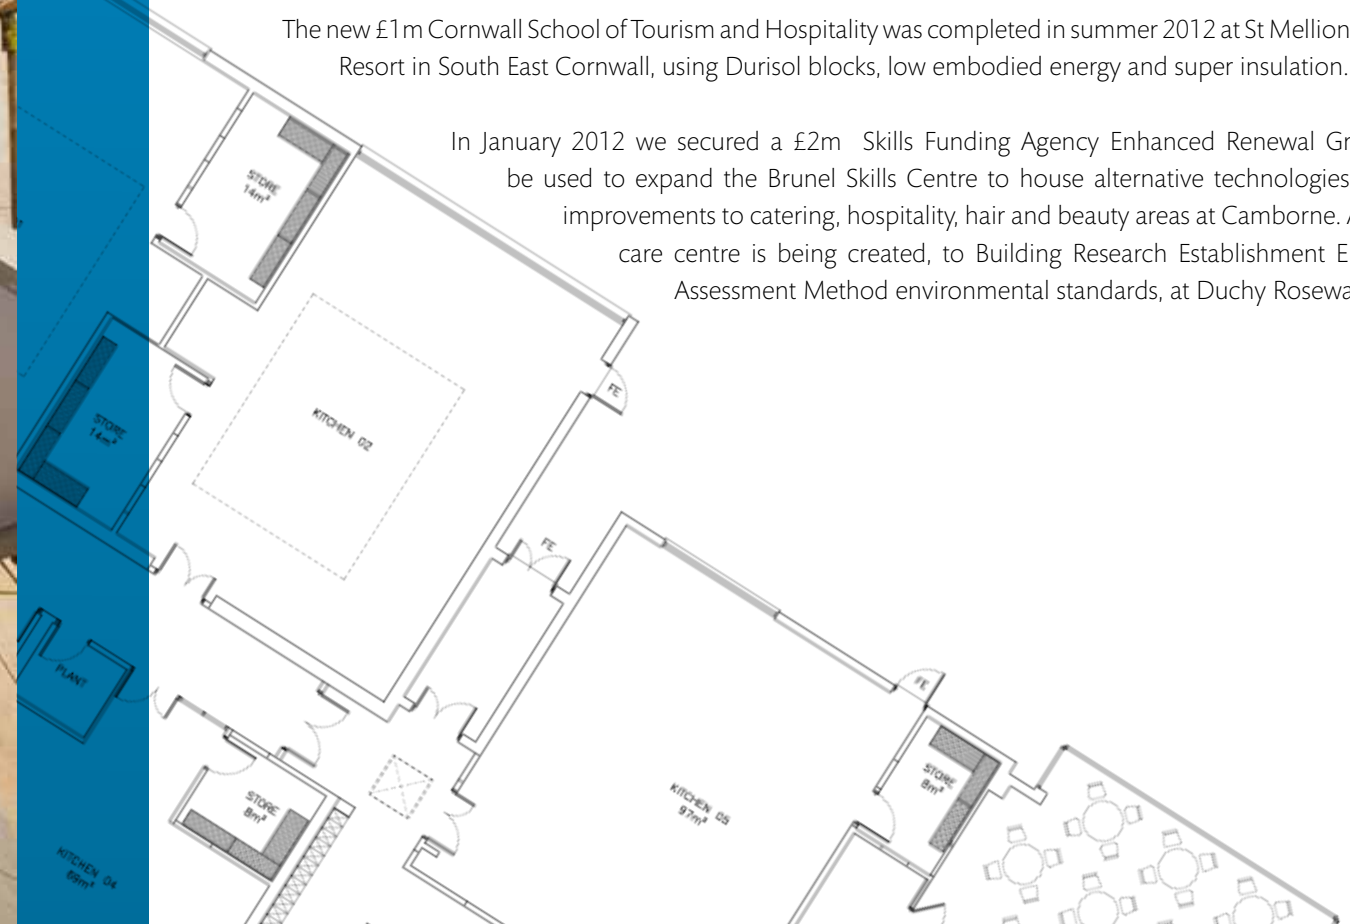 The new £1m Cornwall School of Tourism and Hospitality was completed in summer 2012 at St Mellion
Resort in South East Cornwall, using Durisol blocks, low embodied energy and super insulation.
In January 2012 we secured a £2m Skills Funding Agency Enhanced Renewal Gr
be used to expand the Brunel Skills Centre to house alternative technologies
improvements to catering, hospitality, hair and beauty areas at Camborne. A
care centre is being created, to Building Research Establishment E
Assessment Method environmental standards, at Duchy Rosewa
STORE
14m²
KITCHEN 02
FE
STORE
14m²
FE
PLANT
FE
STORE
8m²
KITCHEN 05
97m²
STORE
8m²
KITCHEN 04
69m²